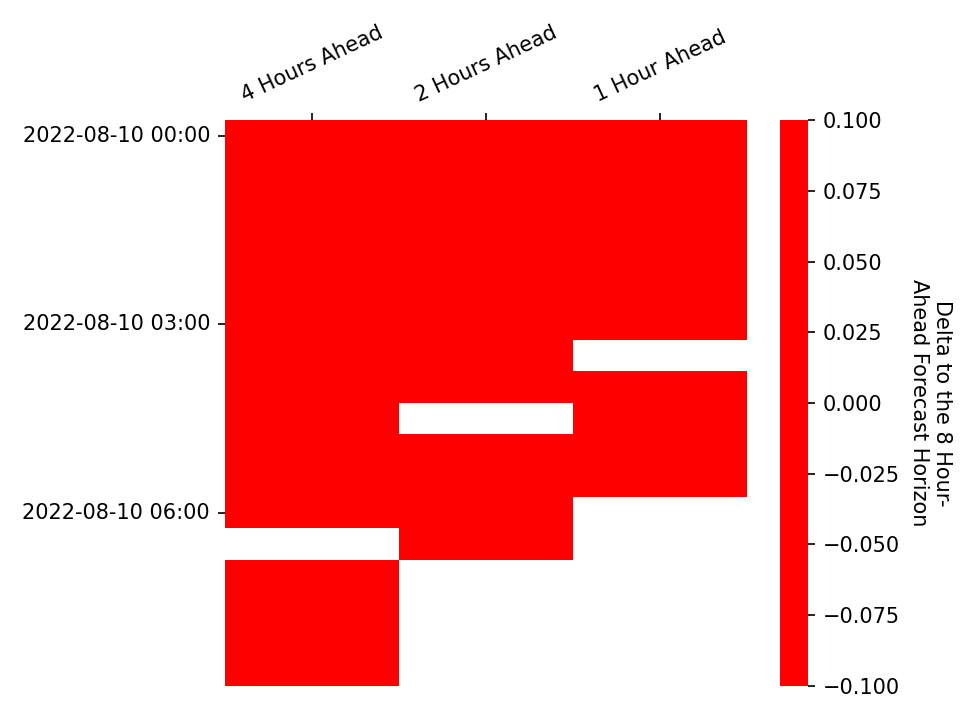 4 Hours Ahead
2 Hours Ahead
1 Hour Ahead
2022-08-10 00:00
2022-08-10 03:00
2022-08-10 06:00
0.100
0.075
0.050
0.025
0.000
−0.025
−0.050
−0.075
−0.100
Delta to the 8 Hour-
Ahead Forecast Horizon